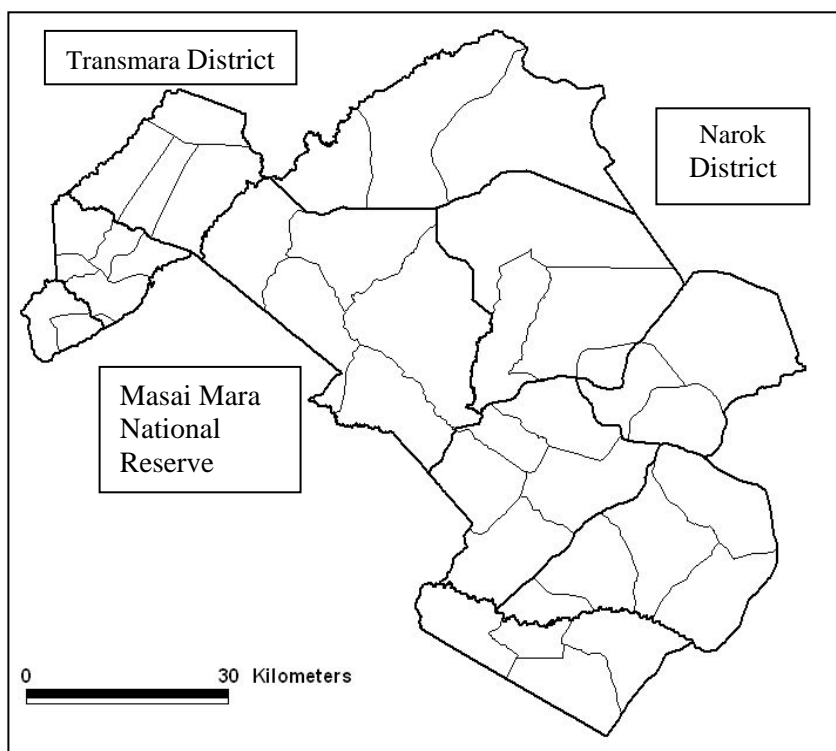 Transmara District
Narok
District
Masai Mara
National
Reserve
0 30 Kilometers